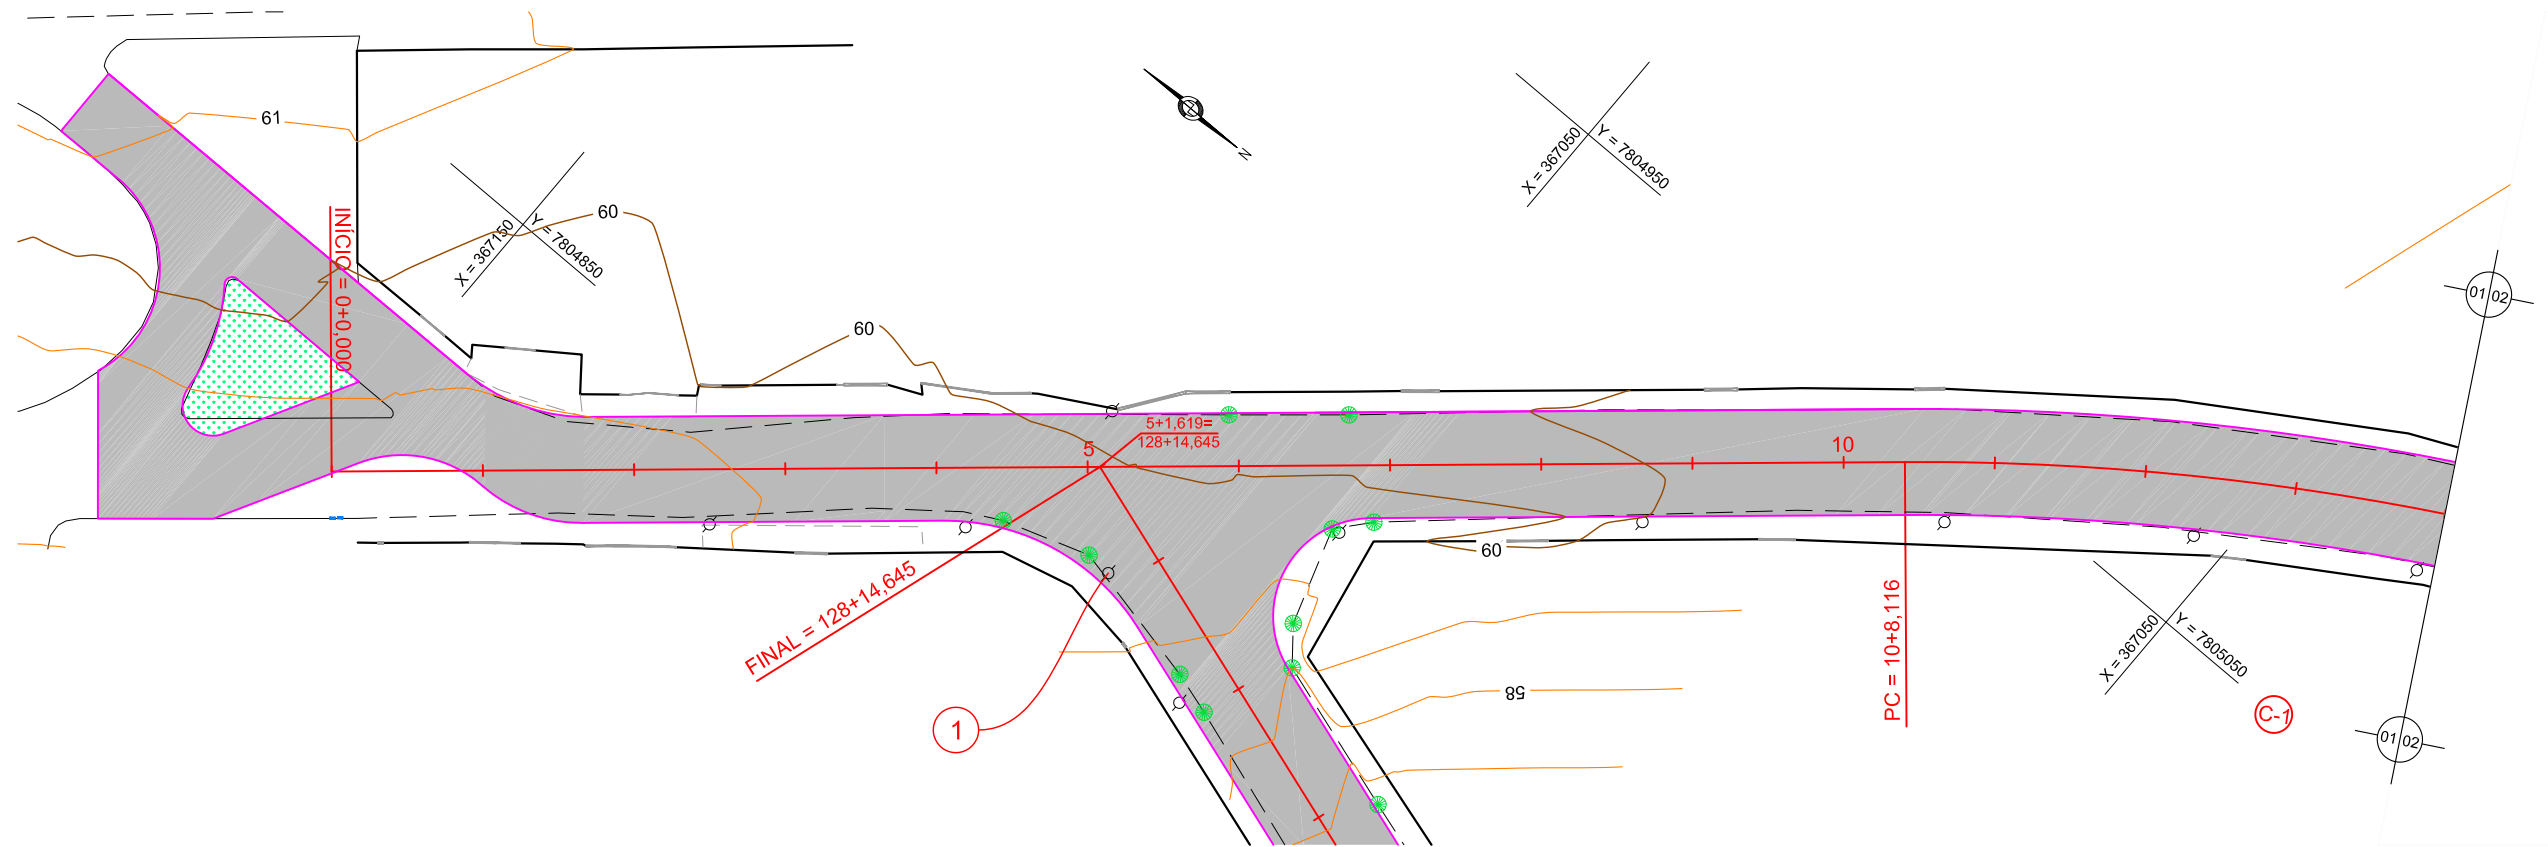 61
INÍCIO = 0+0,000
X = 367150
Y = 7804850
60
60
N
X = 367050
Y = 7804950
01 02
5
5+1,619=
128+14,645
10
FINAL = 128+14,645
1
60
58
PC = 10+8,116
X = 367050
Y = 7805050
C-1
01 02